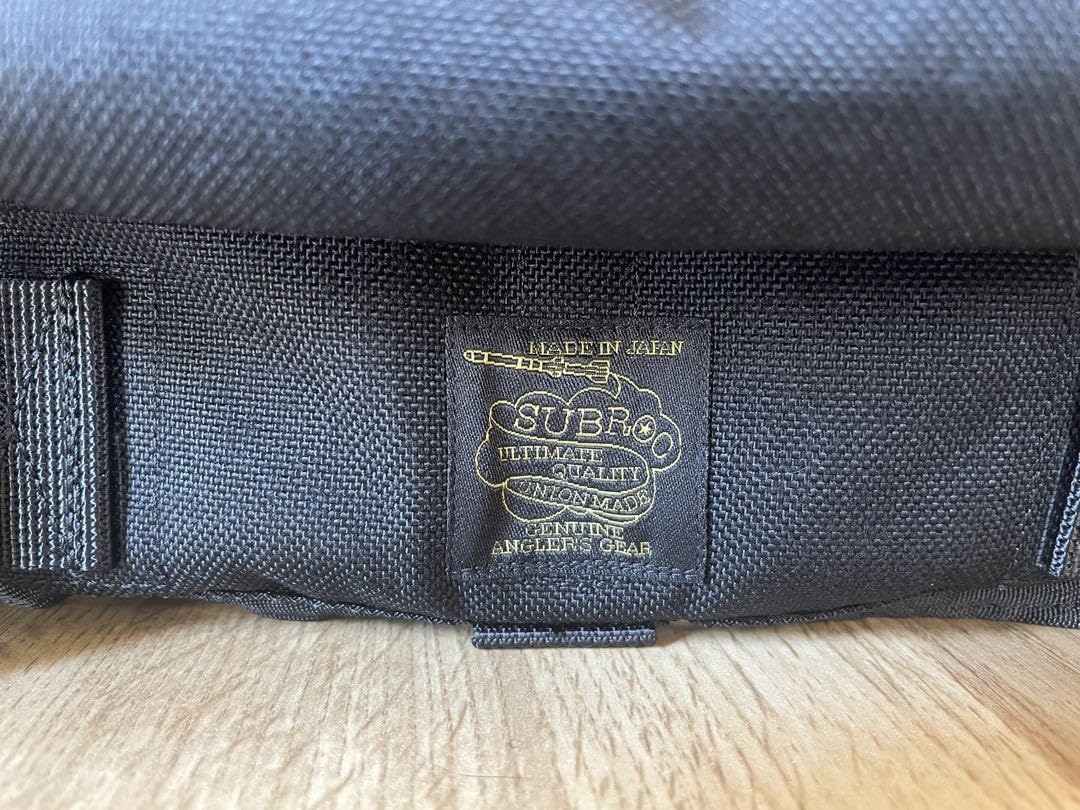 MADE IN JAPAN
SUBROC
ULTIMATE
QUALITY
UNION MADE
GENUINE
ANGLER'S GEAR